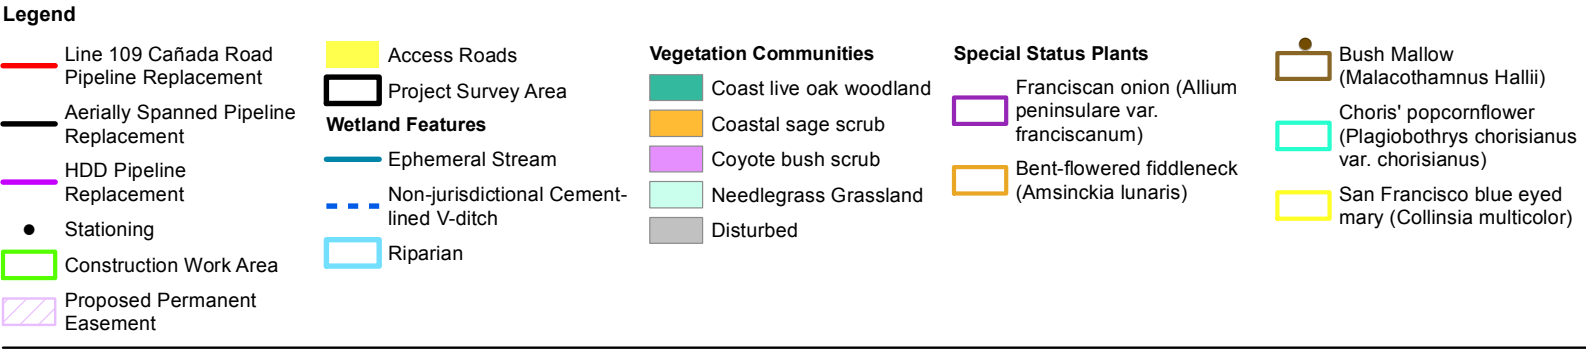 Legend
Line 109 Cañada Road
Pipeline Replacement
Aerially Spanned Pipeline
Replacement
HDD Pipeline
Replacement
Stationing
Construction Work Area
Proposed Permanent
Easement
Access Roads
Project Survey Area
Wetland Features
Ephemeral Stream
Non-jurisdictional Cement-
lined V-ditch
Riparian
Vegetation Communities
Coast live oak woodland
Coastal sage scrub
Coyote bush scrub
Needlegrass Grassland
Disturbed
Special Status Plants
Franciscan onion (Allium
peninsulare var.
franciscanum)
Bent-flowered fiddleneck
(Amsinckia lunaris)
Bush Mallow
(Malacothamnus Hallii)
Choris' popcornflower
(Plagiobothrys chorisianus
var. chorisianus)
San Francisco blue eyed
mary (Collinsia multicolor)